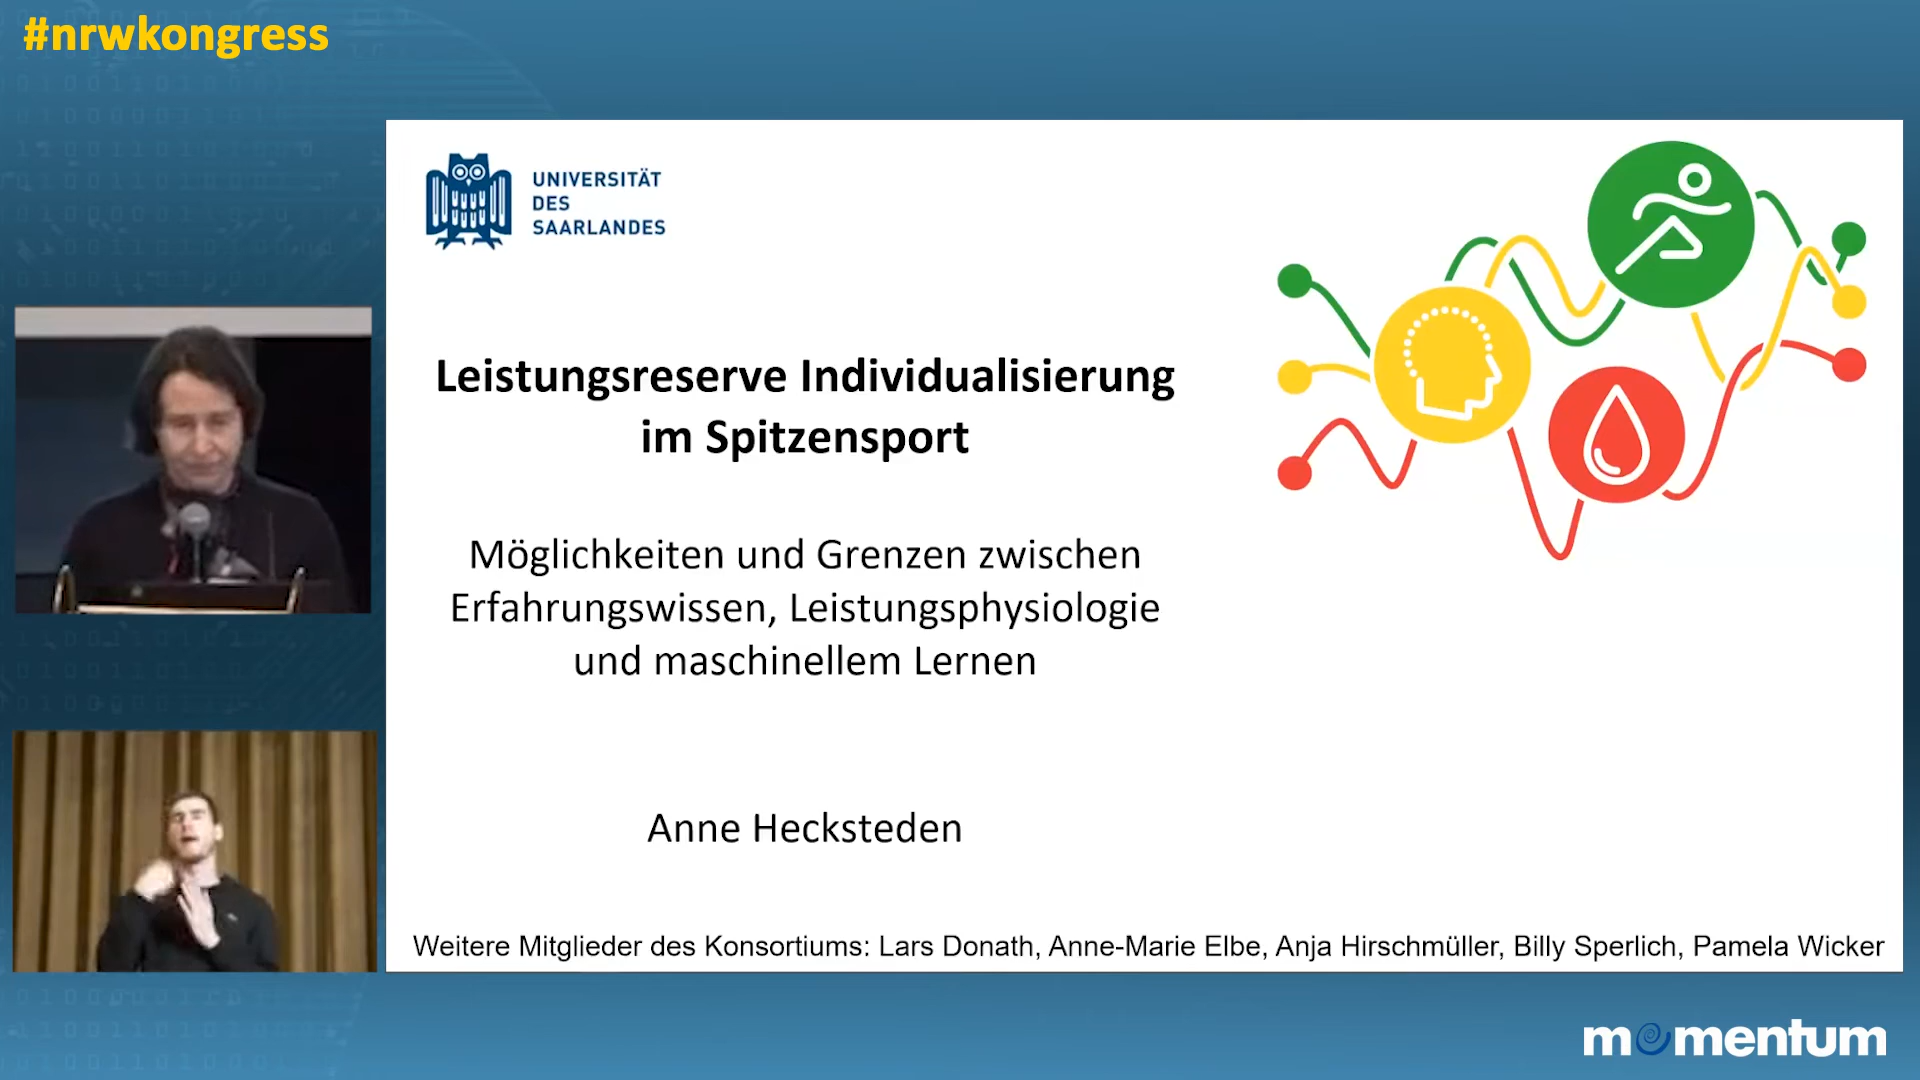 #nrwkongress
UNIVERSITÄT
DES
SAARLANDES
Leistungsreserve Individualisierung
im Spitzensport
Möglichkeiten und Grenzen zwischen
Erfahrungswissen, Leistungsphysiologie
und maschinellem Lernen
Anne Hecksteden
Weitere Mitglieder des Konsortiums: Lars Donath, Anne-Marie Elbe, Anja Hirschmüller, Billy Sperlich, Pamela Wicker
momentum